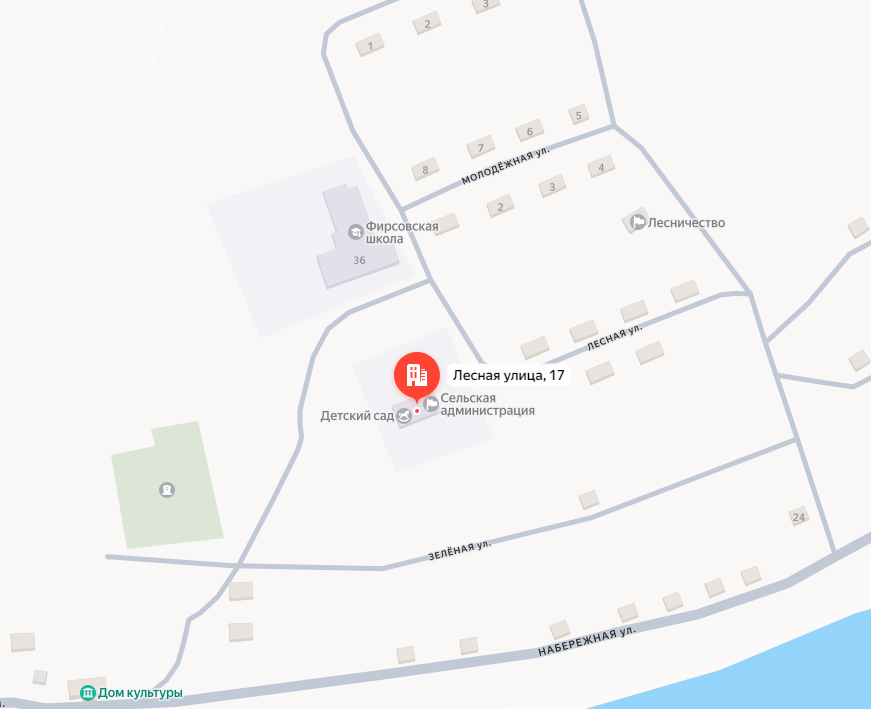 3
2
1
5
6
7
8
МОЛОДЁЖНАЯ ул.
4
3
2
Фирсовская
школа
36
Лесничество
ЛЕСНАЯ ул.
Лесная улица, 17
Сельская
администрация
Детский сад
24
ЗЕЛЁНАЯ ул.
НАБЕРЕЖНАЯ ул.
Дом культуры
л.